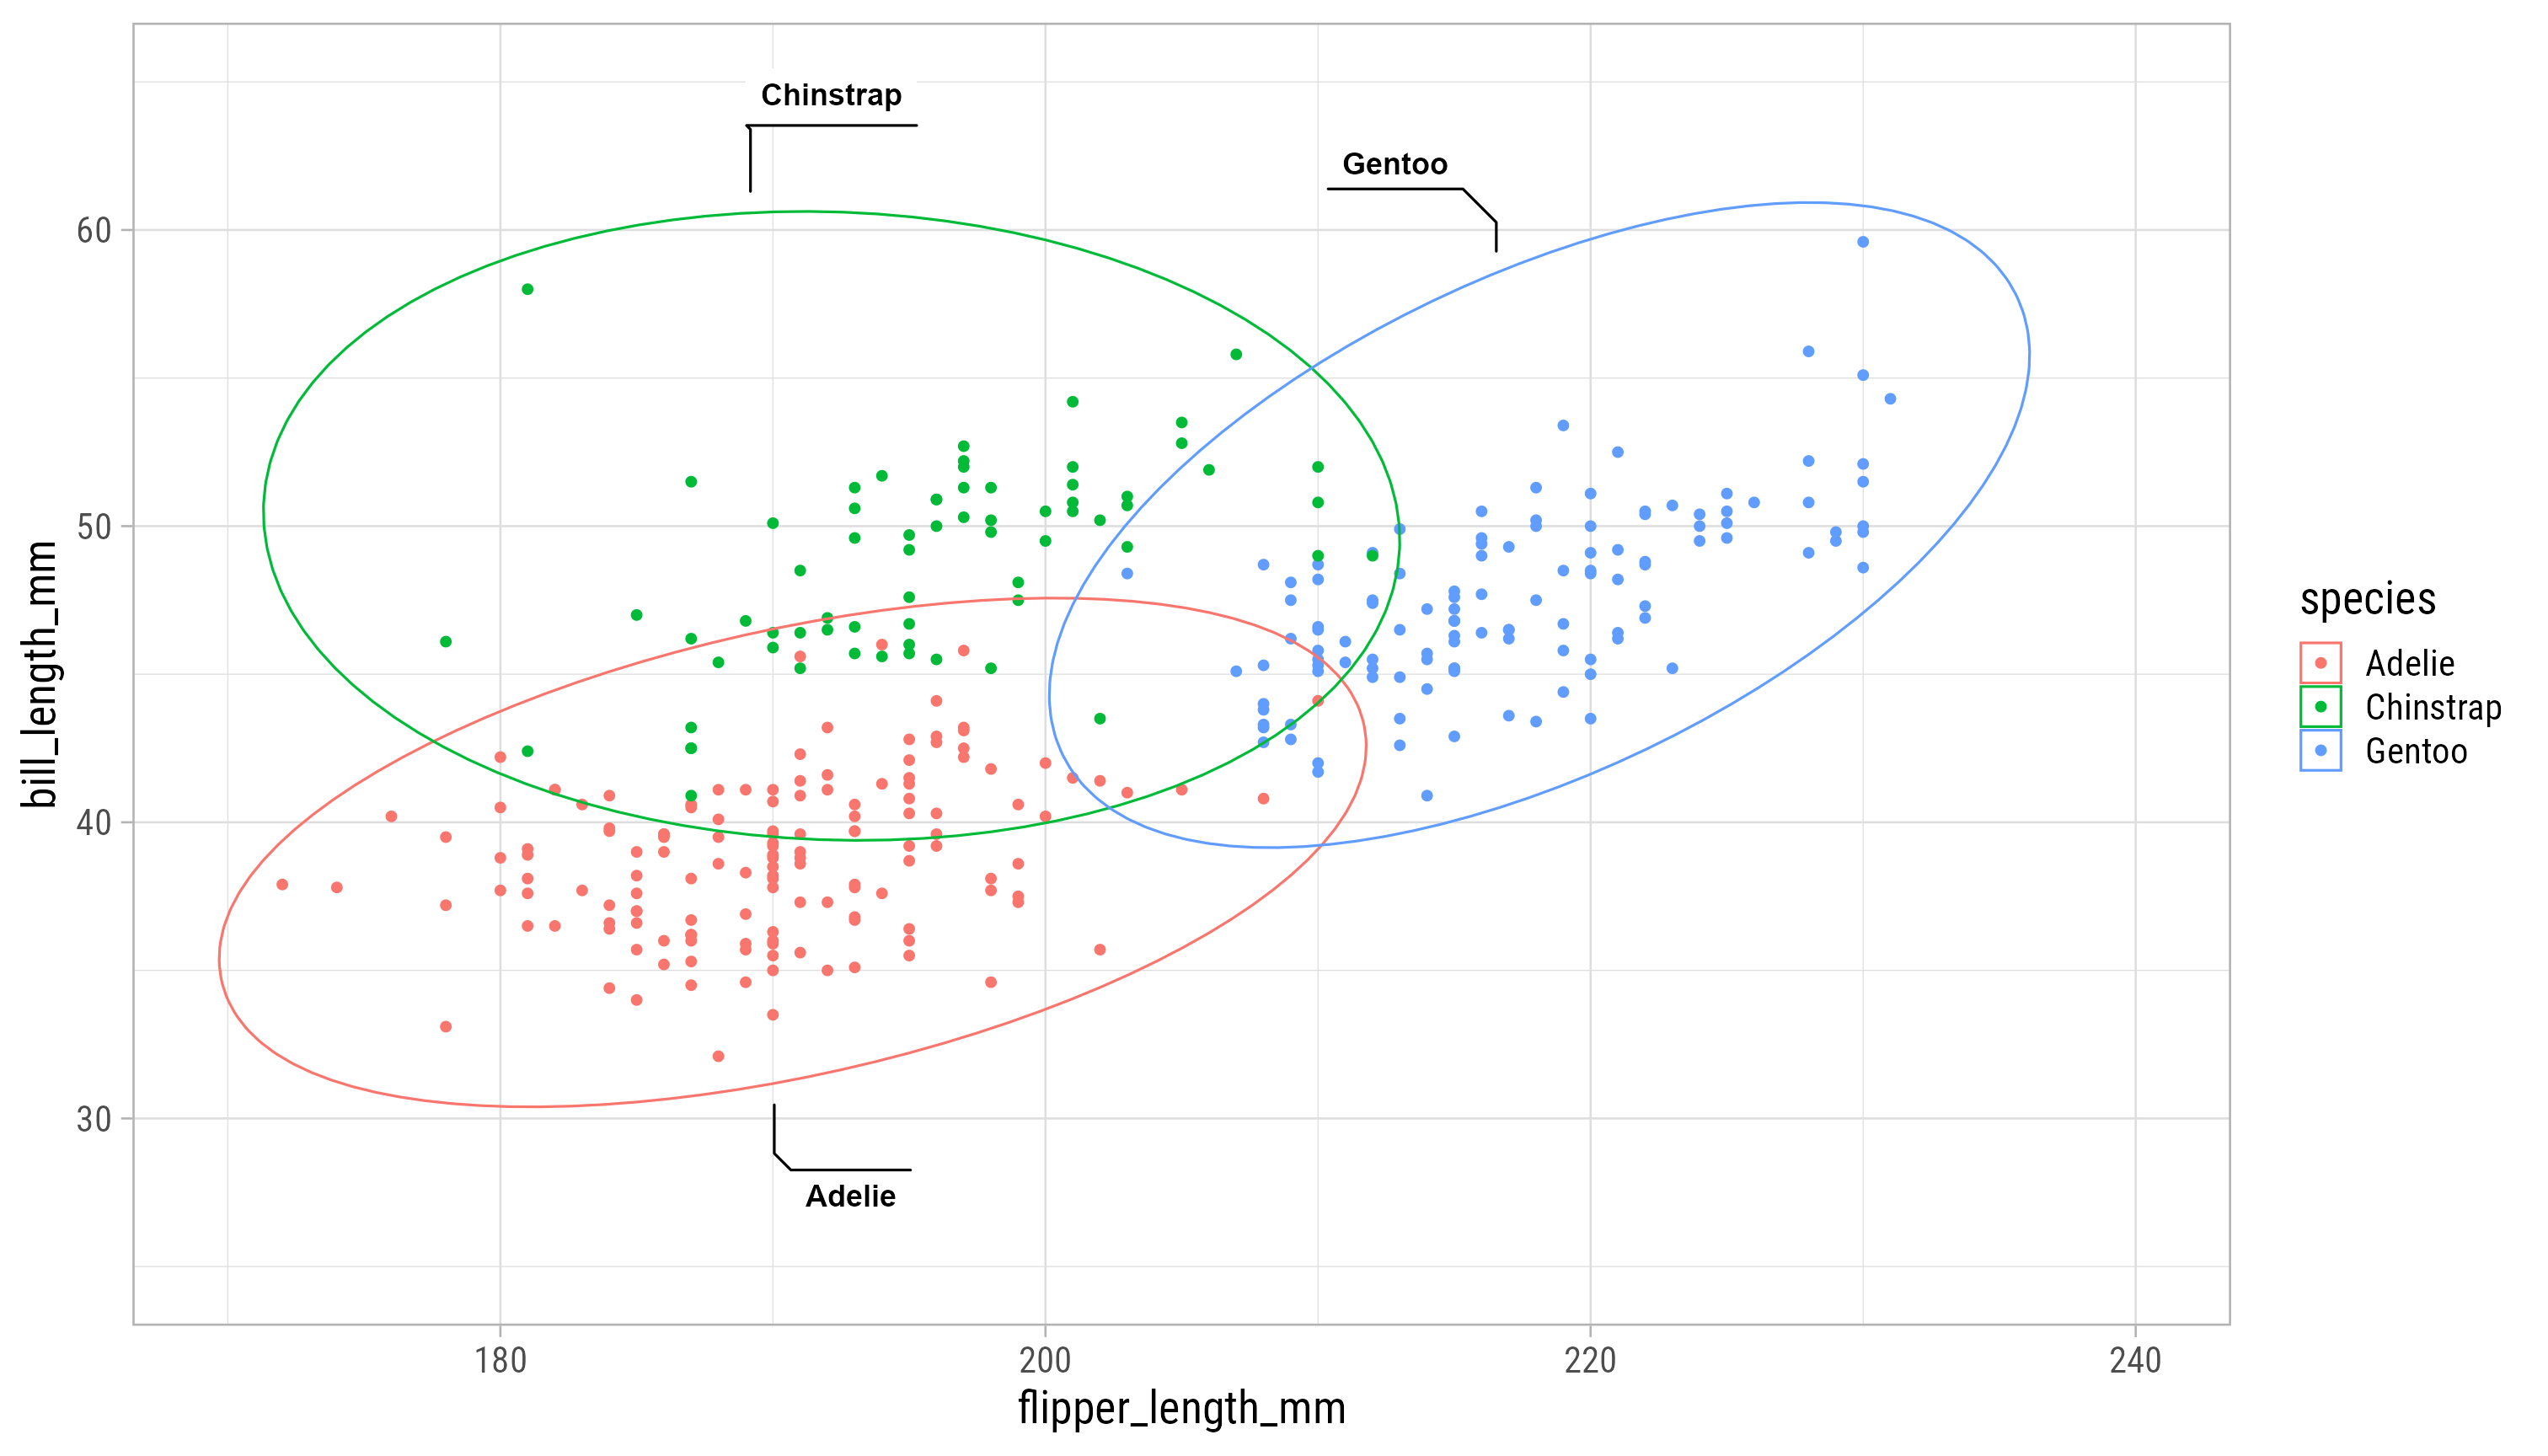 Chinstrap
Gentoo
60
50
40
30
bill_length_mm
Adelie
180
200
220
240
flipper_length_mm
species
Adelie
Chinstrap
Gentoo